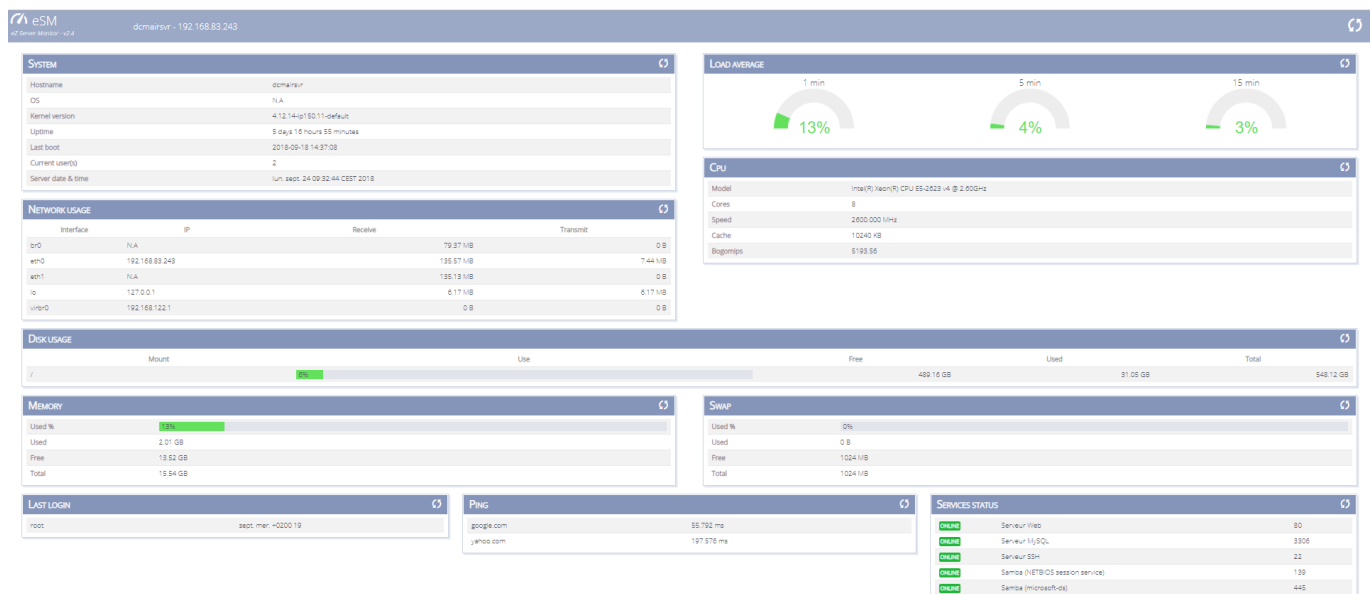 eSM
eZ Server Monitor - v2.4
dcmairsvr - 192.168.83.243
SYSTEM
Hostname dcmairsvr
OS N.A
Kernel version 4.12.14-lp150.11-default
Uptime 5 days 16 hours 55 minutes
Last boot 2018-09-18 14:37:08
Current user(s) 2
Server date & time lun. sept. 24 09:32:44 CEST 2018
LOAD AVERAGE
1 min 5 min 15 min
13% 4% 3%
CPU
Model Intel(R) Xeon(R) CPU E5-2623 v4 @ 2.60GHz
Cores 8
Speed 2600.000 MHz
Cache 10240 KB
Bogomips 5193.56
NETWORK USAGE
Interface IP Receive Transmit
br0 N.A 79.37 MB 0 B
eth0 192.168.83.243 135.57 MB 7.44 MB
eth1 N.A 135.13 MB 0 B
lo 127.0.0.1 6.17 MB 6.17 MB
virbr0 192.168.122.1 0 B 0 B
DISK USAGE
Mount Use Free Used Total
/ 6% 489.16 GB 31.05 GB 548.12 GB
MEMORY
Used % 13%
Used 2.01 GB
Free 13.52 GB
Total 15.54 GB
SWAP
Used % 0%
Used 0 B
Free 1024 MB
Total 1024 MB
LAST LOGIN
root sept. mer. +0200 19
PING
google.com 55.792 ms
yahoo.com 197.576 ms
SERVICES STATUS
ONLINE Serveur Web 80
ONLINE Serveur MySQL 3306
ONLINE Serveur SSH 22
ONLINE Samba (NETBIOS session service) 139
ONLINE Samba (microsoft-ds) 445